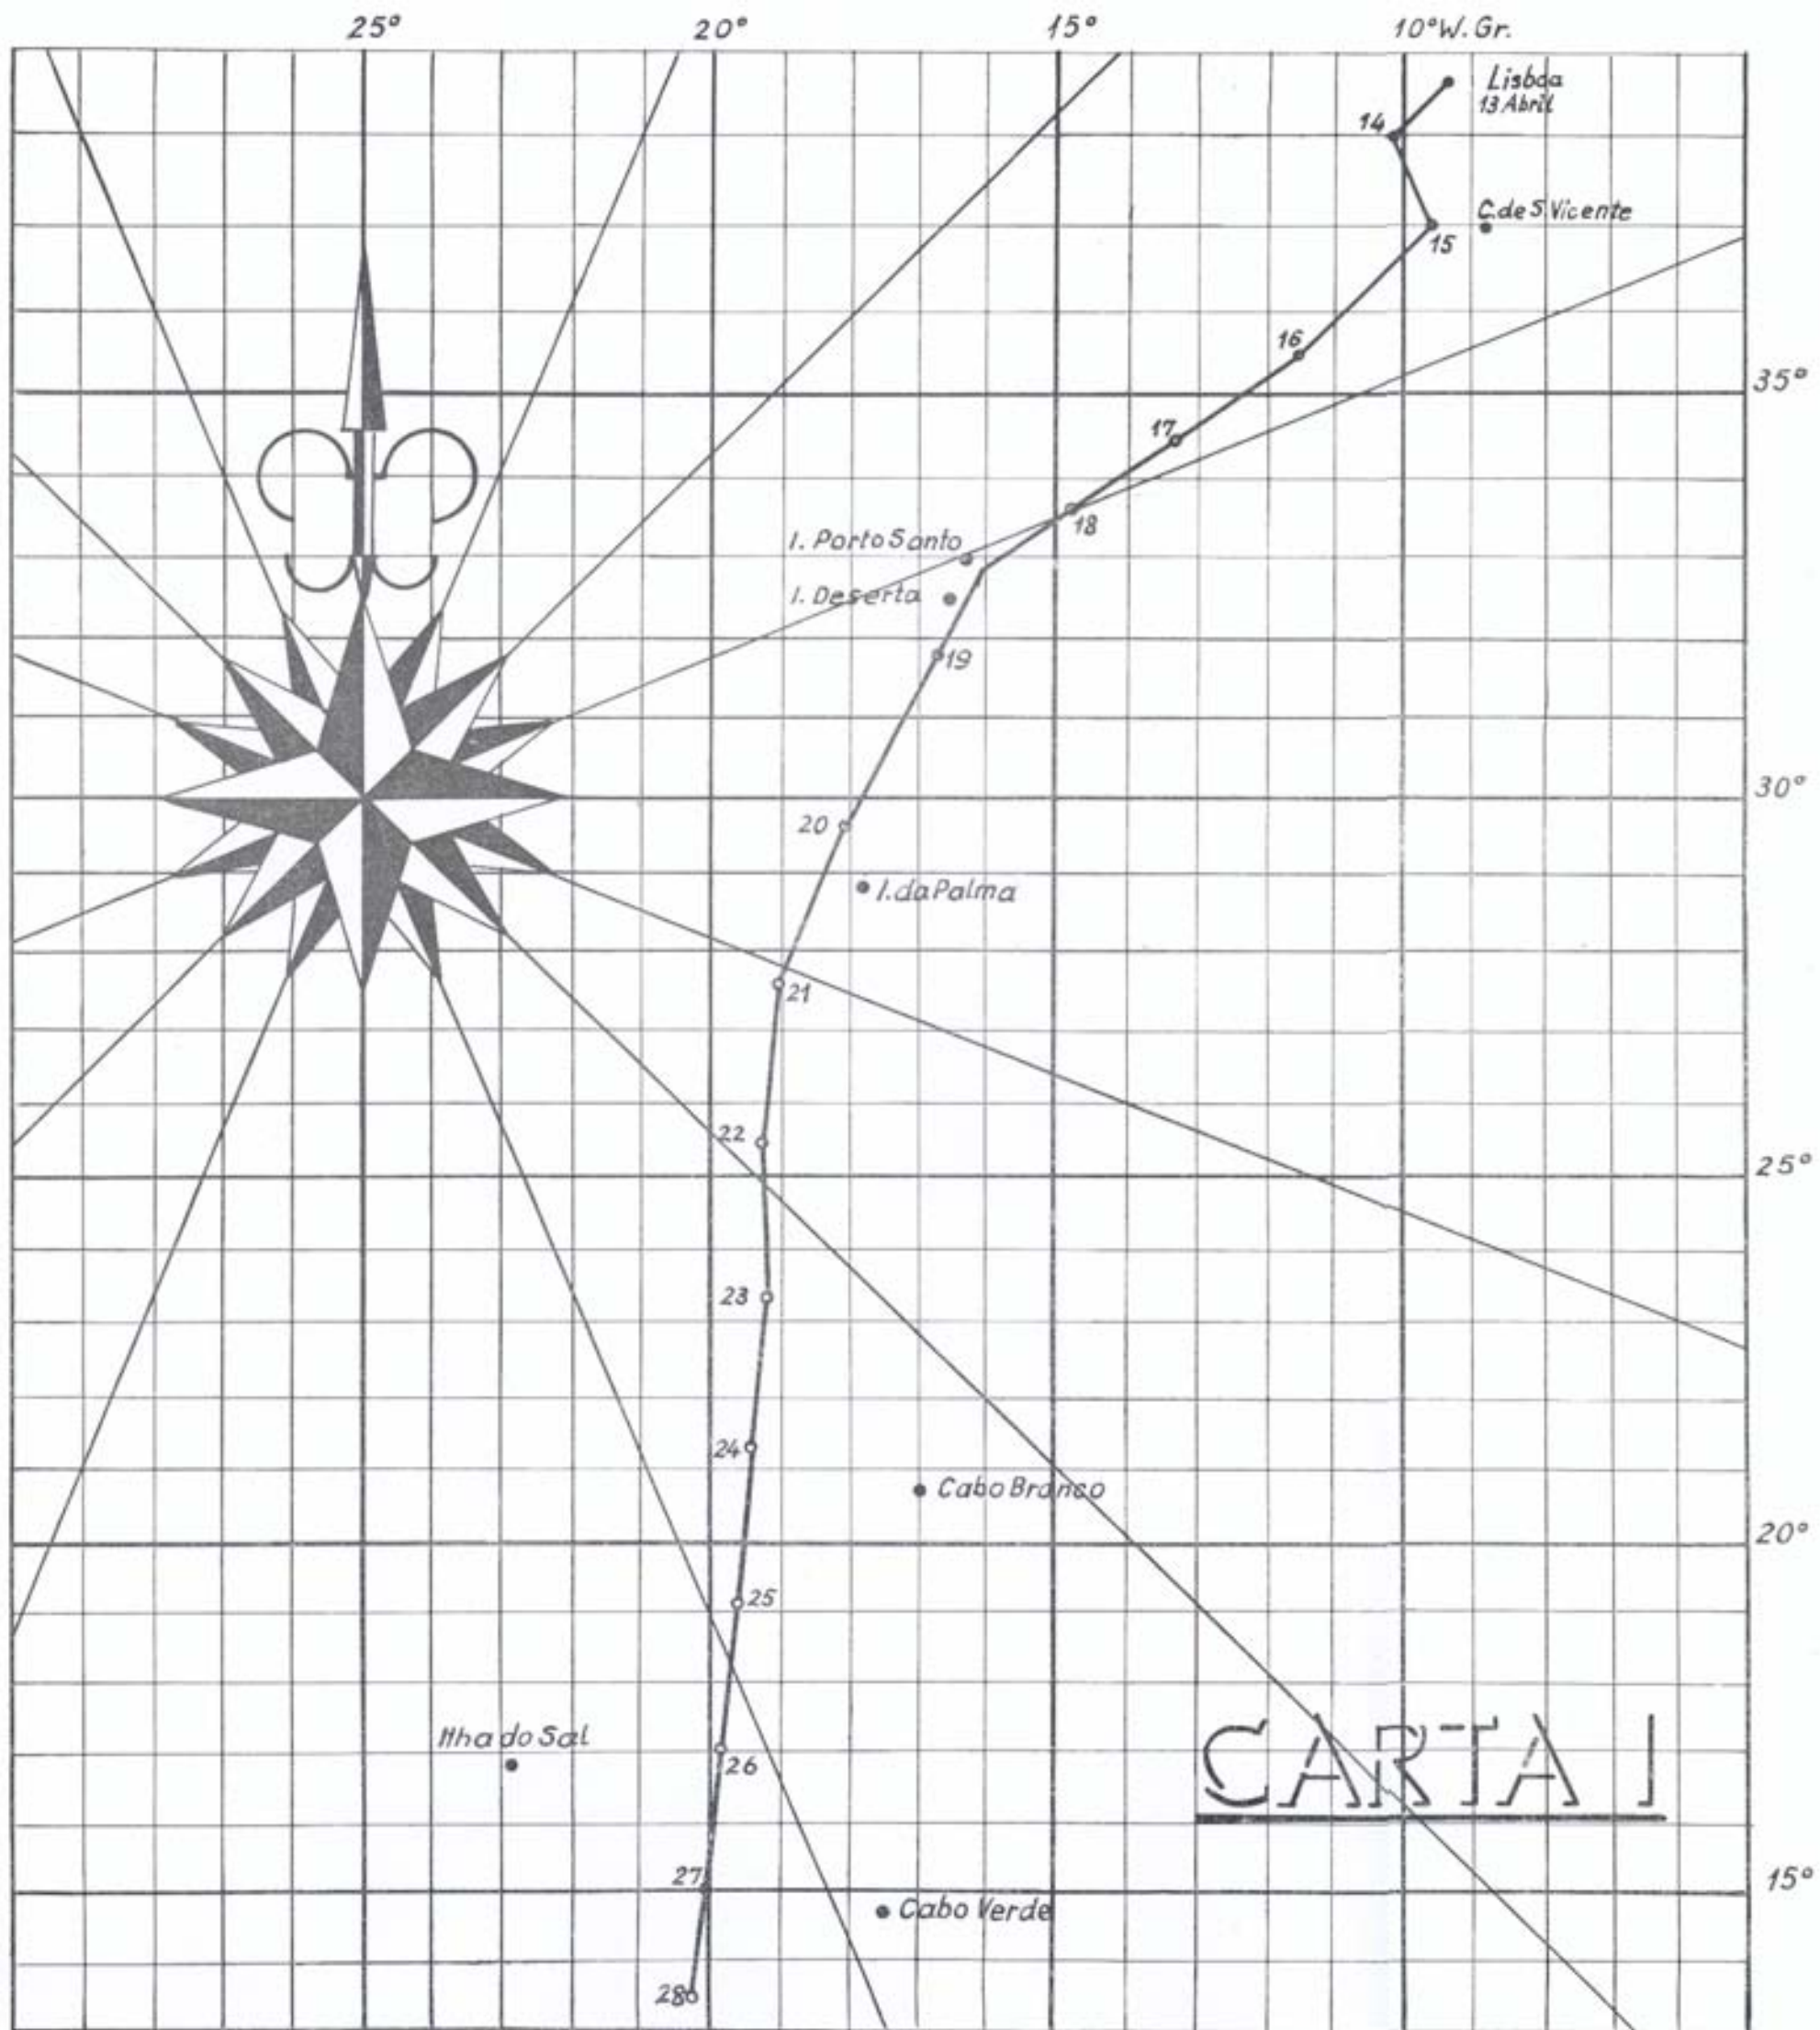 25° 20° 15° 10° W. Gr.
Lisboa
13 Abril
14
C. de S. Vicente
15
16
35°
17
18
I. Porto Santo
I. Deserta
19
30°
20
I. da Palma
21
22
25°
23
24
Cabo Branco
20°
25
Ilha do Sal
26
CARTA I
27
15°
Cabo Verde
28